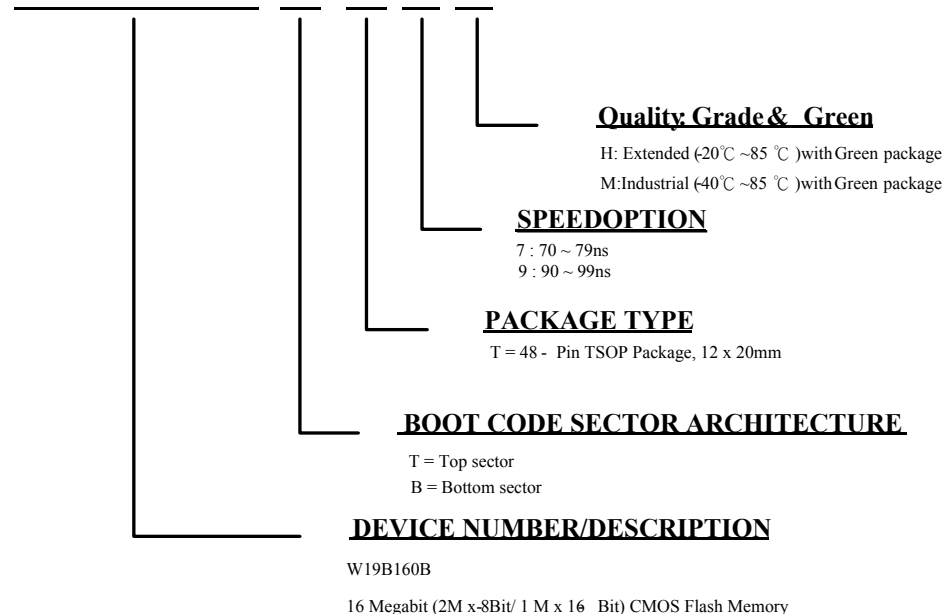 Quality: Grade & Green
H: Extended (-20℃ ~85 ℃ )with Green package
M:Industrial (-40℃ ~85 ℃ )with Green package
SPEEDOPTION
7 : 70 ~ 79ns
9 : 90 ~ 99ns
PACKAGE TYPE
T = 48 - Pin TSOP Package, 12 x 20mm
BOOT CODE SECTOR ARCHITECTURE
T = Top sector
B = Bottom sector
DEVICE NUMBER/DESCRIPTION
W19B160B
16 Megabit (2M x-8Bit/ 1 M x 16 Bit) CMOS Flash Memory